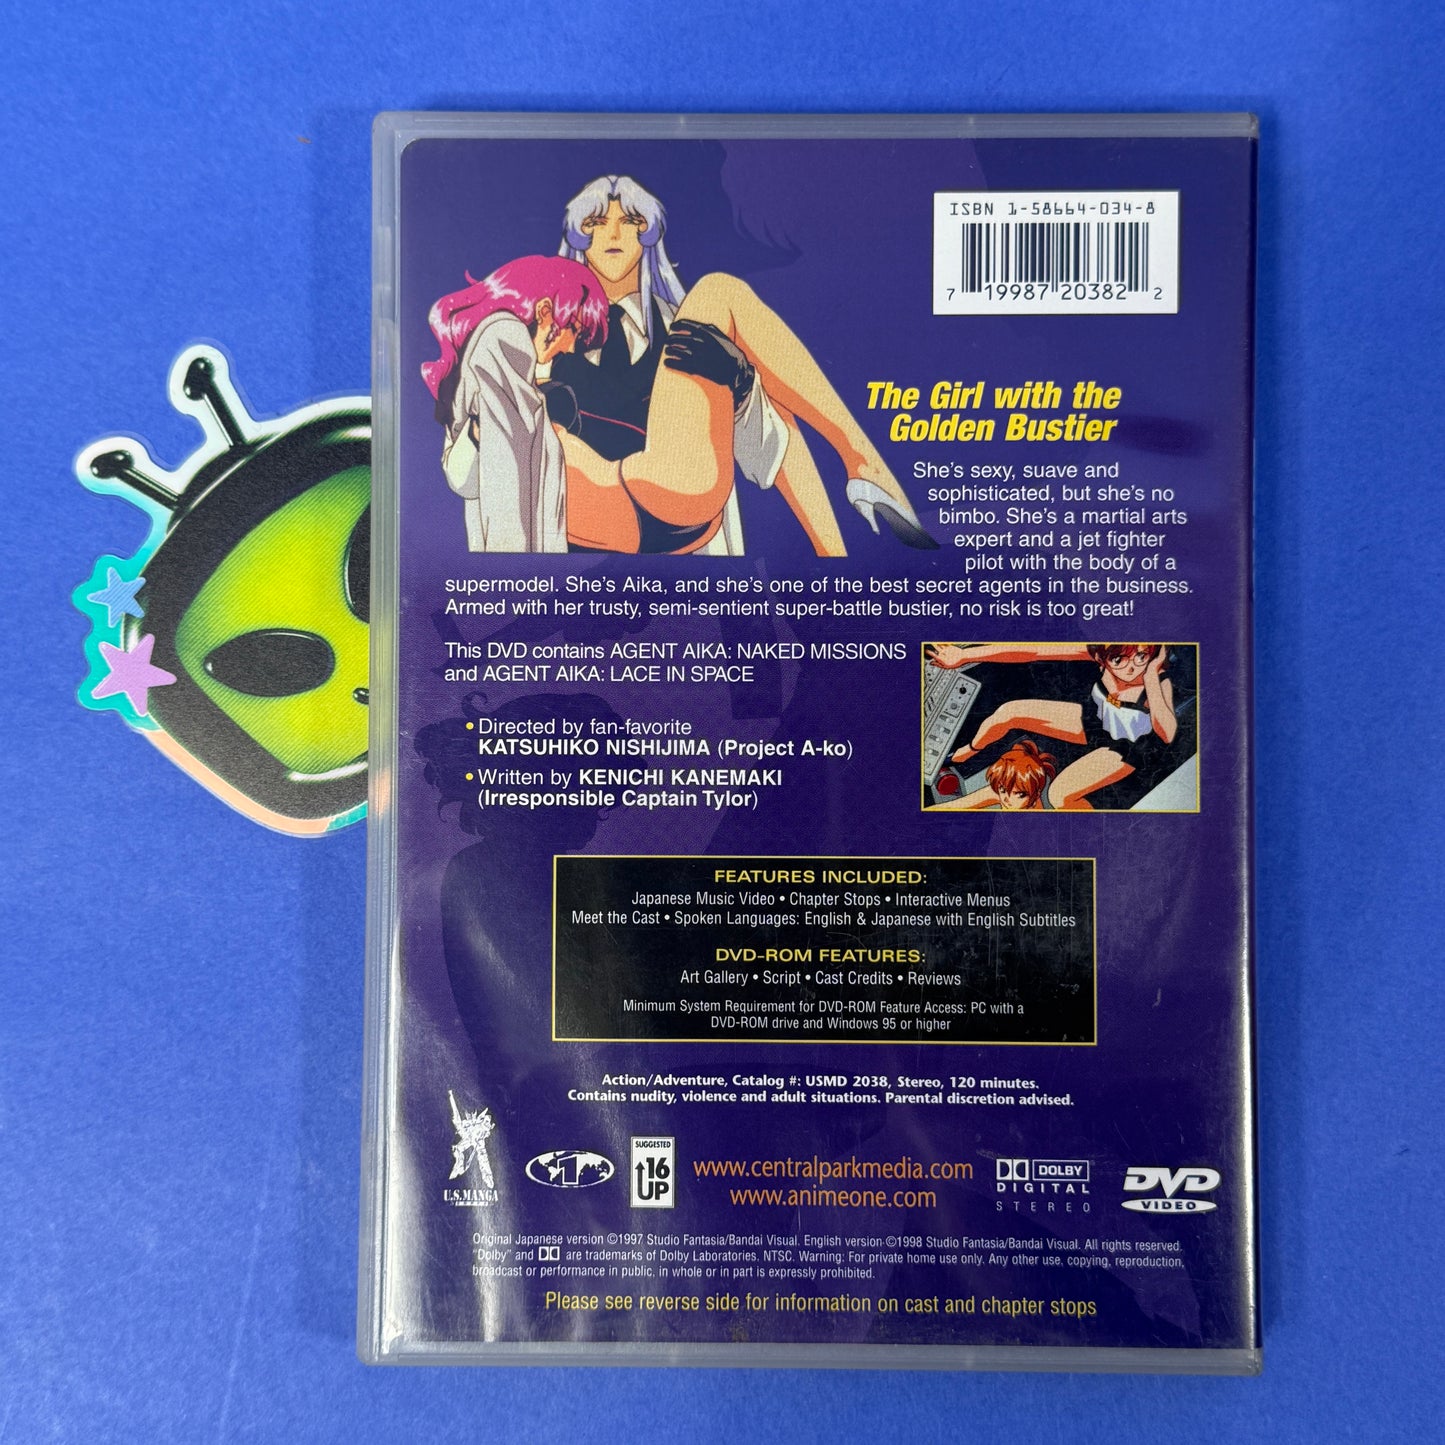 ISBN 1-58664-034-8
7 19987 20382 2
The Girl with the
Golden Bustier
She's sexy, suave and
sophisticated, but she's no
bimbo. She's a martial arts
expert and a jet fighter
pilot with the body of a
supermodel. She's Aika, and she's one of the best secret agents in the business.
Armed with her trusty, semi-sentient super-battle bustier, no risk is too great!
This DVD contains AGENT AIKA: NAKED MISSIONS
and AGENT AIKA: LACE IN SPACE
• Directed by fan-favorite
KATSUHIKO NISHIJIMA (Project A-ko)
• Written by KENICHI KANEMAKI
(Irresponsible Captain Tylor)
FEATURES INCLUDED:
Japanese Music Video • Chapter Stops • Interactive Menus
Meet the Cast • Spoken Languages: English & Japanese with English Subtitles
DVD-ROM FEATURES:
Art Gallery • Script • Cast Credits • Reviews
Minimum System Requirement for DVD-ROM Feature Access: PC with a
DVD-ROM drive and Windows 95 or higher
Action/Adventure, Catalog #: USMD 2038, Stereo, 120 minutes.
Contains nudity, violence and adult situations. Parental discretion advised.
U.S. MANGA
1
SUGGESTED
16
UP
www.centralparkmedia.com
www.animeone.com
DOLBY
DIGITAL
STEREO
DVD
VIDEO
Original Japanese version ©1997 Studio Fantasia/Bandai Visual. English version ©1998 Studio Fantasia/Bandai Visual. All rights reserved.
"Dolby" and are trademarks of Dolby Laboratories. NTSC. Warning: For private home use only. Any other use, copying, reproduction,
broadcast or performance in public, in whole or in part is expressly prohibited.
Please see reverse side for information on cast and chapter stops